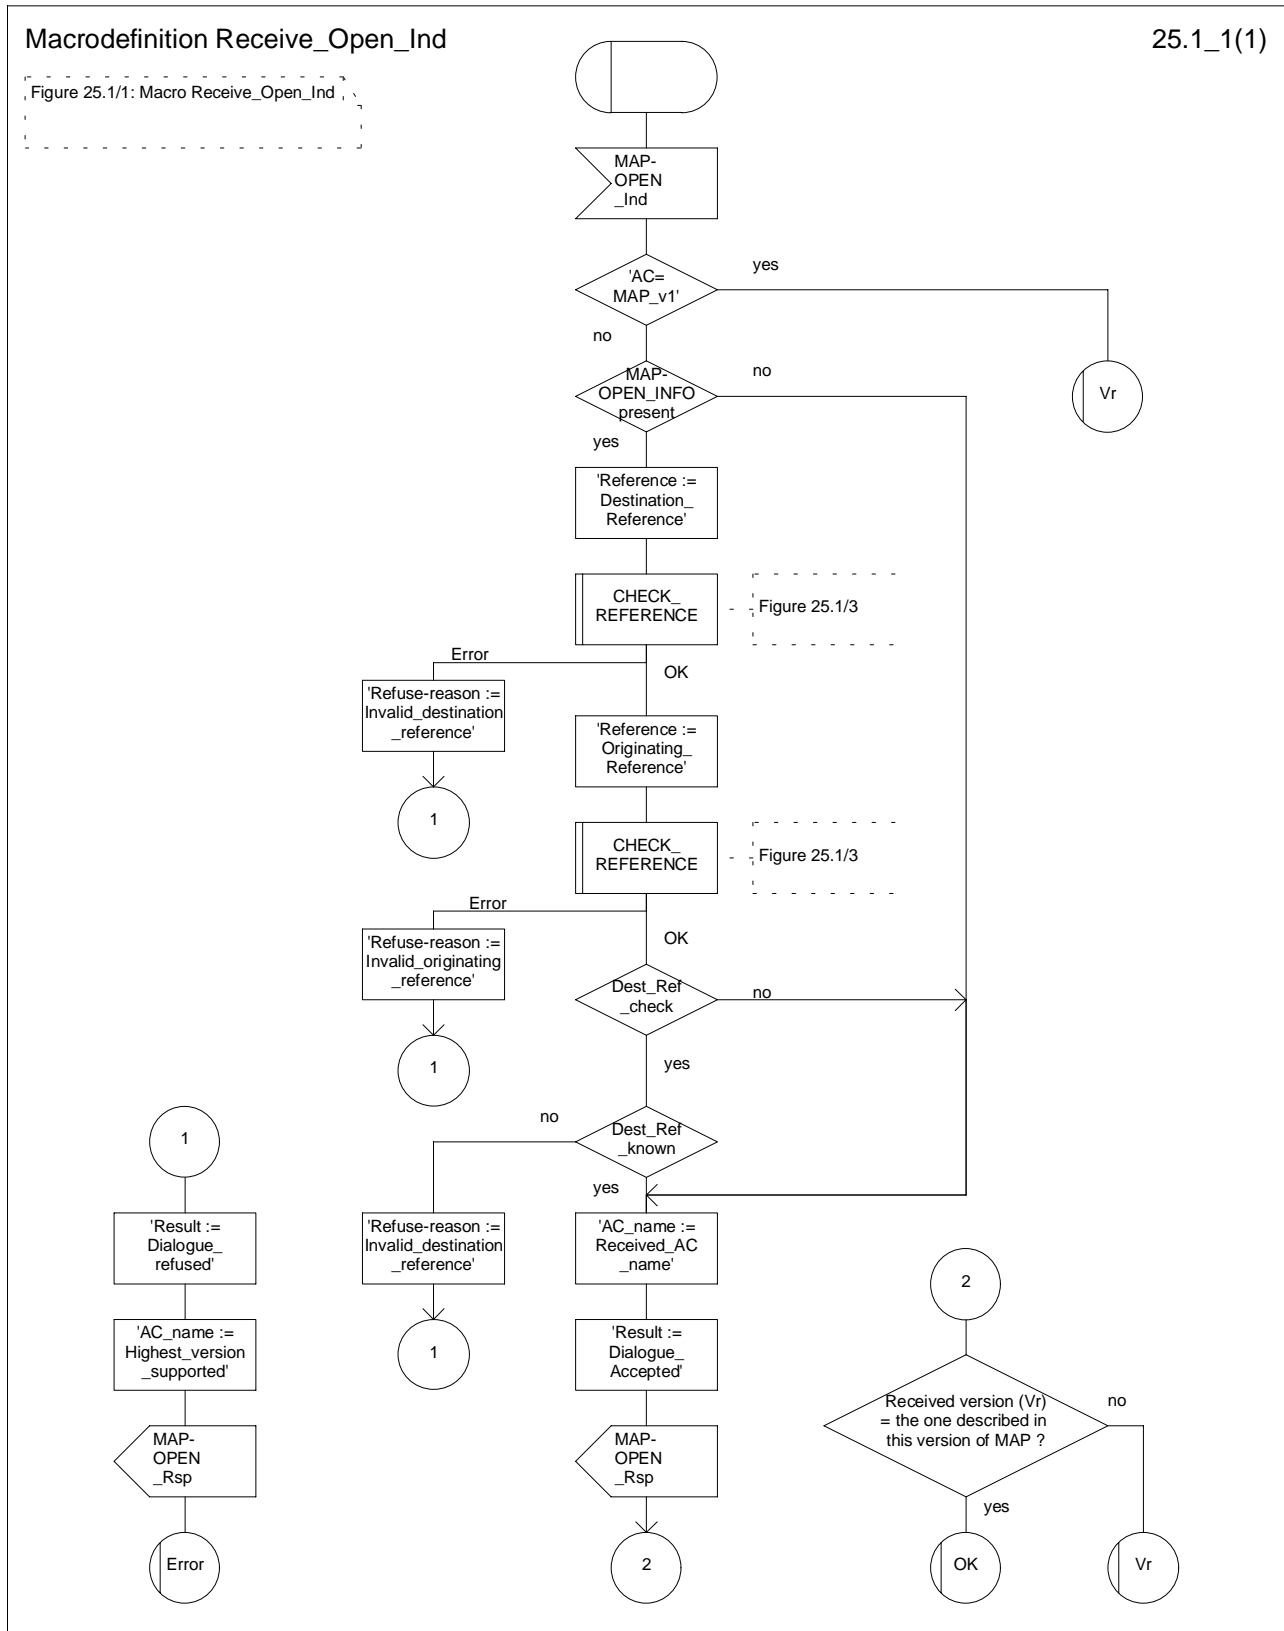 Macrodefinition Receive_Open_Ind
25.1_1(1)
Figure 25.1/1: Macro Receive_Open_Ind
MAP-
OPEN
_Ind
'AC=
MAP_v1'
yes
no
Vr
MAP-
OPEN_INFO
present
no
yes
'Reference :=
Destination_
Reference'
CHECK_
REFERENCE
Figure 25.1/3
Error
OK
'Refuse-reason :=
Invalid_destination
_reference'
1
'Reference :=
Originating_
Reference'
CHECK_
REFERENCE
Figure 25.1/3
Error
OK
'Refuse-reason :=
Invalid_originating
_reference'
1
Dest_Ref
_check
no
yes
Dest_Ref
_known
no
yes
'Refuse-reason :=
Invalid_destination
_reference'
1
'AC_name :=
Received_AC
_name'
'Result :=
Dialogue_
Accepted'
MAP-
OPEN
_Rsp
2
1
'Result :=
Dialogue_
refused'
'AC_name :=
Highest_version
_supported'
MAP-
OPEN
_Rsp
Error
2
Received version (Vr)
= the one described in
this version of MAP ?
no
yes
OK
Vr